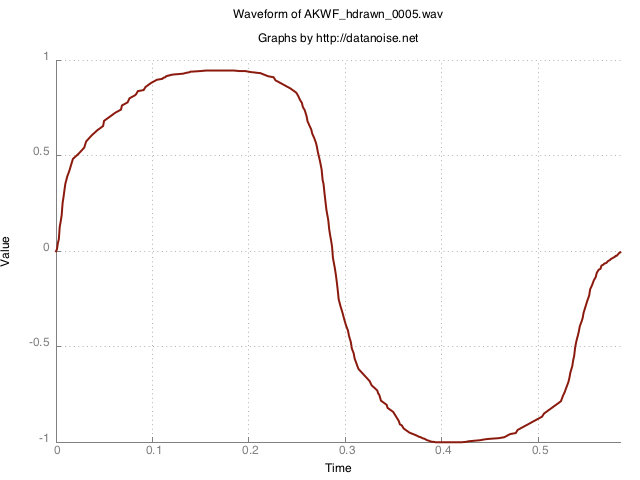 Waveform of AKWF_hdrawn_0005.wav
Graphs by http://datanoise.net
1
0.5
0
-0.5
-1
Value
0
0.1
0.2
0.3
0.4
0.5
Time